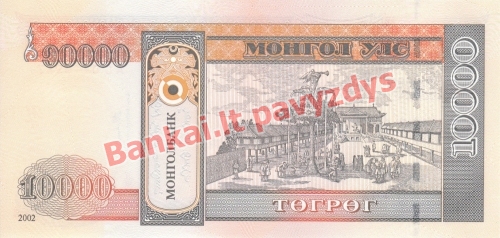 10000
МОНГОЛ УЛС
10000
МОНГОЛБАНК
Bankai.lt pavyzdys
10000
2002
ТӨГРӨГ